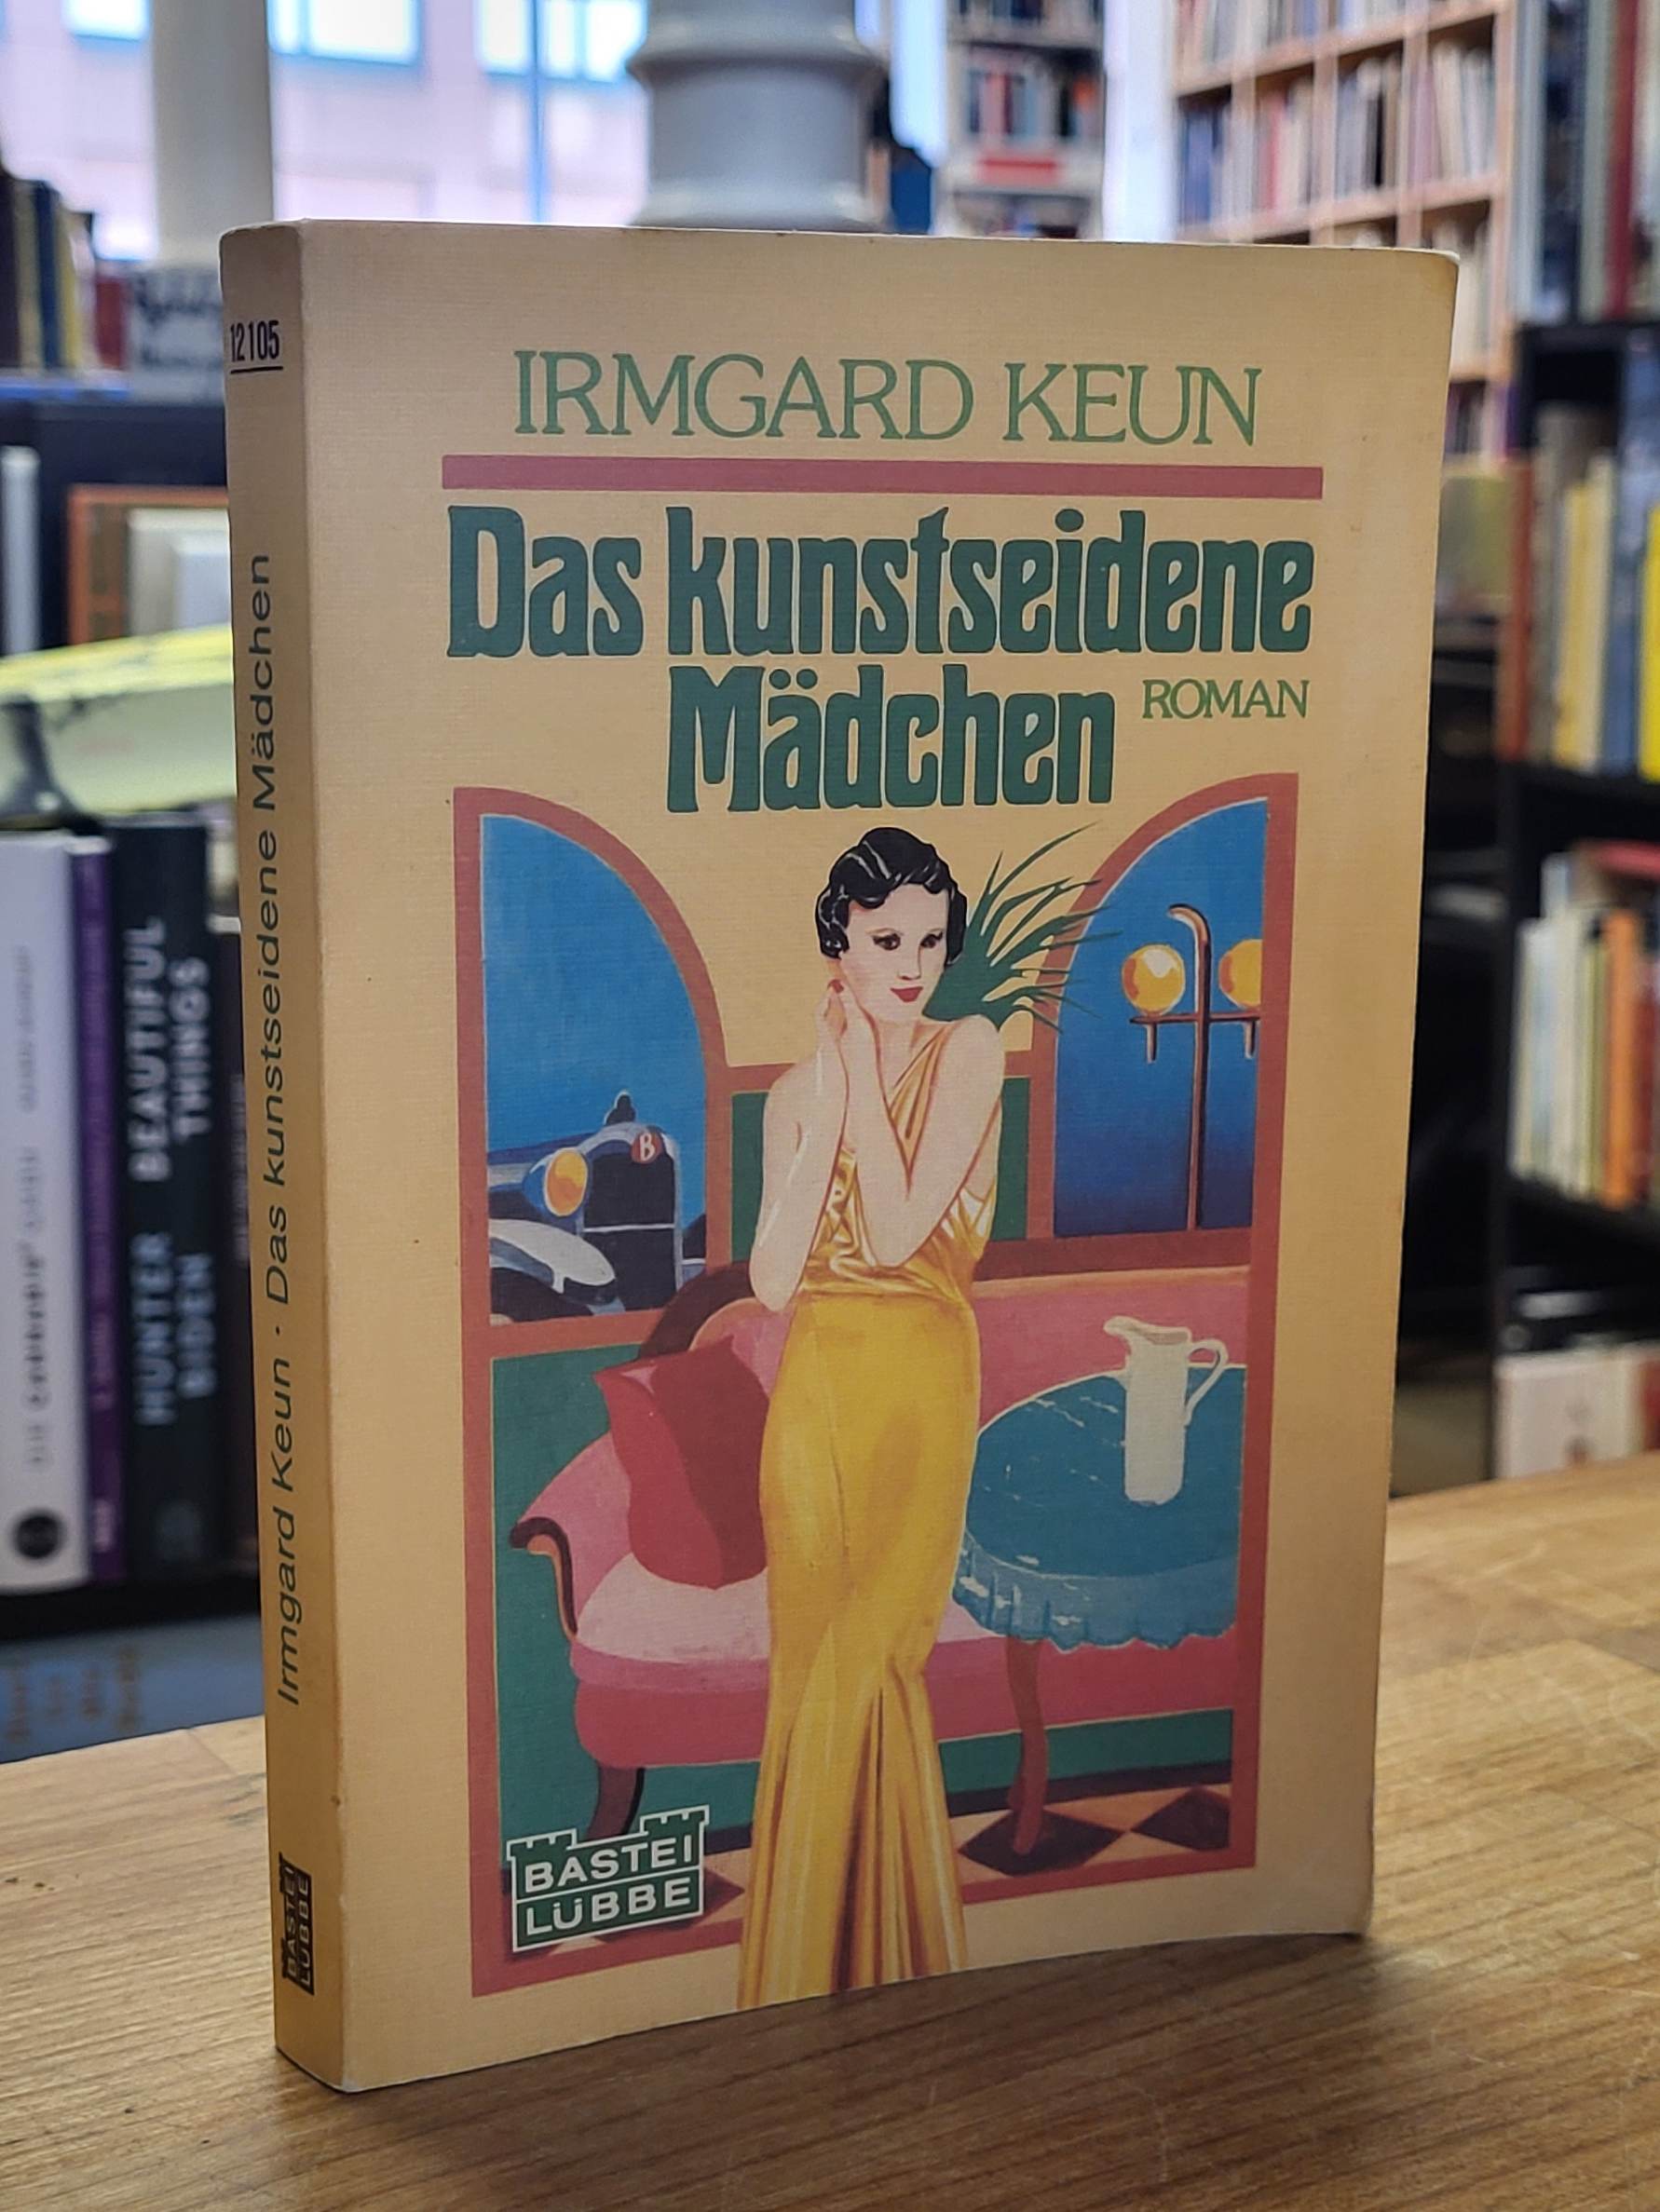 IRMGARD KEUN
Das kunstseidene
Mädchen
ROMAN
B
BASTEI
LÜBBE
12105
Irmgard Keun · Das kunstseidene Mädchen
BASTEI
LÜBBE
HUNTER BIDEN
BEAUTIFUL
THINGS